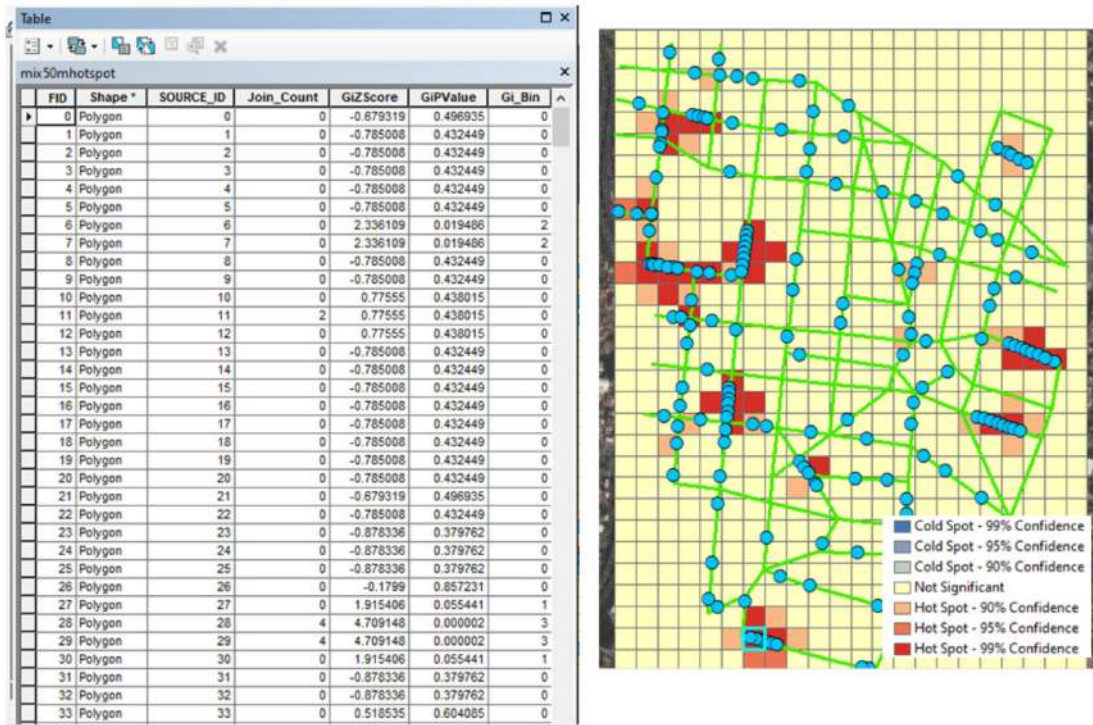 Table
mix50mhotspot
FID Shape * SOURCE_ID Join_Count GiZScore GiPValue Gi_Bin
0 Polygon 0 0 -0.679319 0.496935 0
1 Polygon 1 0 -0.785008 0.432449 0
2 Polygon 2 0 -0.785008 0.432449 0
3 Polygon 3 0 -0.785008 0.432449 0
4 Polygon 4 0 -0.785008 0.432449 0
5 Polygon 5 0 -0.785008 0.432449 0
6 Polygon 6 0 2.336109 0.019486 2
7 Polygon 7 0 2.336109 0.019486 2
8 Polygon 8 0 -0.785008 0.432449 0
9 Polygon 9 0 -0.785008 0.432449 0
10 Polygon 10 0 0.77555 0.438015 0
11 Polygon 11 2 0.77555 0.438015 0
12 Polygon 12 0 0.77555 0.438015 0
13 Polygon 13 0 -0.785008 0.432449 0
14 Polygon 14 0 -0.785008 0.432449 0
15 Polygon 15 0 -0.785008 0.432449 0
16 Polygon 16 0 -0.785008 0.432449 0
17 Polygon 17 0 -0.785008 0.432449 0
18 Polygon 18 0 -0.785008 0.432449 0
19 Polygon 19 0 -0.785008 0.432449 0
20 Polygon 20 0 -0.785008 0.432449 0
21 Polygon 21 0 -0.679319 0.496935 0
22 Polygon 22 0 -0.785008 0.432449 0
23 Polygon 23 0 -0.878336 0.379762 0
24 Polygon 24 0 -0.878336 0.379762 0
25 Polygon 25 0 -0.878336 0.379762 0
26 Polygon 26 0 -0.1799 0.857231 0
27 Polygon 27 0 1.915406 0.055441 1
28 Polygon 28 4 4.709148 0.000002 3
29 Polygon 29 4 4.709148 0.000002 3
30 Polygon 30 0 1.915406 0.055441 1
31 Polygon 31 0 -0.878336 0.379762 0
32 Polygon 32 0 -0.878336 0.379762 0
33 Polygon 33 0 0.518535 0.604085 0
Cold Spot - 99% Confidence
Cold Spot - 95% Confidence
Cold Spot - 90% Confidence
Not Significant
Hot Spot - 90% Confidence
Hot Spot - 95% Confidence
Hot Spot - 99% Confidence